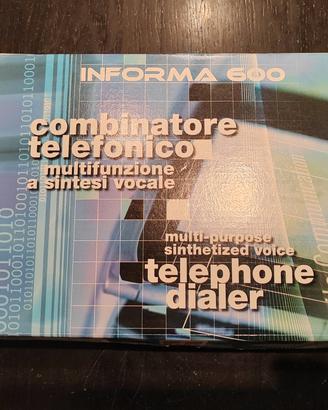 INFORMA 600
combinatore
telefonico
multifunzione
a sintesi vocale
multi-purpose
sinthetized voice
telephone
dialer